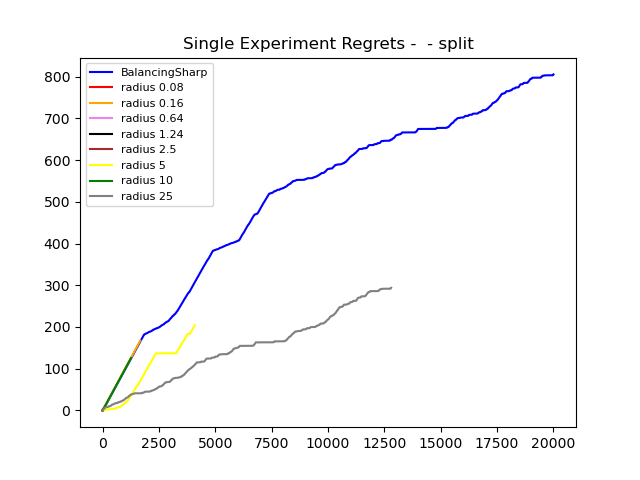 Single Experiment Regrets -  - split
800
700
600
500
400
300
200
100
0
BalancingSharp
radius 0.08
radius 0.16
radius 0.64
radius 1.24
radius 2.5
radius 5
radius 10
radius 25
0 2500 5000 7500 10000 12500 15000 17500 20000